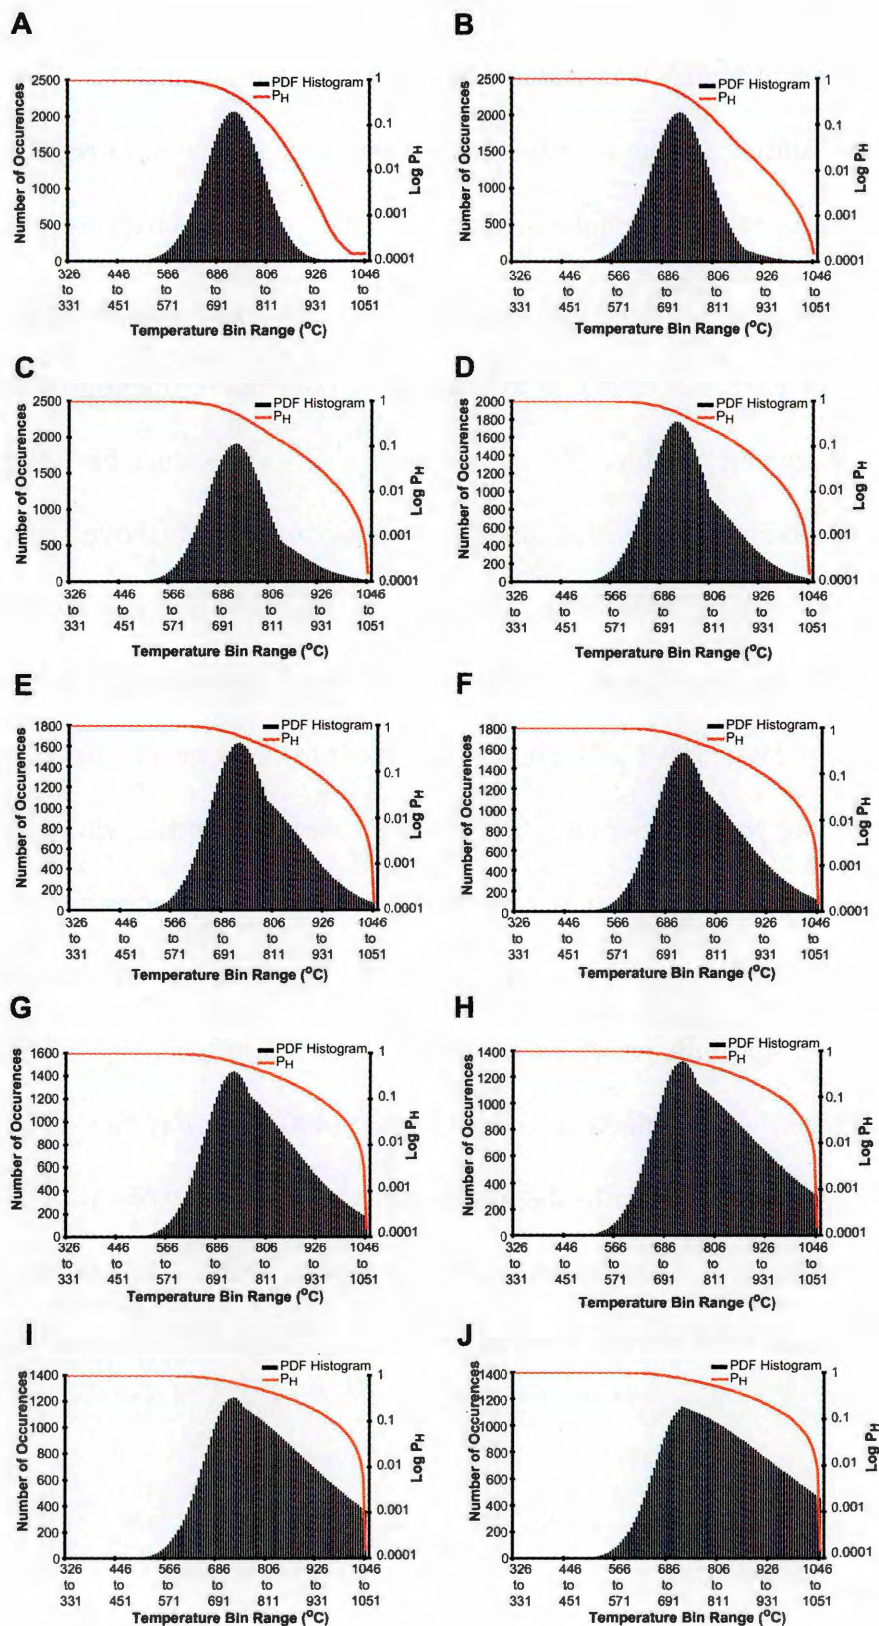 A
PDF Histogram
P_H
Number of Occurences
2500
2000
1500
1000
500
0
1
0.1
0.01
0.001
0.0001
Log P_H
326 446 566 686 806 926 1046
to to to to to to to
331 451 571 691 811 931 1051
Temperature Bin Range (°C)
B
PDF Histogram
P_H
Number of Occurences
2500
2000
1500
1000
500
0
1
0.1
0.01
0.001
0.0001
Log P_H
326 446 566 686 806 926 1046
to to to to to to to
331 451 571 691 811 931 1051
Temperature Bin Range (°C)
C
PDF Histogram
P_H
Number of Occurences
2500
2000
1500
1000
500
0
1
0.1
0.01
0.001
0.0001
Log P_H
326 446 566 686 806 926 1046
to to to to to to to
331 451 571 691 811 931 1051
Temperature Bin Range (°C)
D
PDF Histogram
P_H
Number of Occurences
2000
1800
1600
1400
1200
1000
800
600
400
200
0
1
0.1
0.01
0.001
0.0001
Log P_H
326 446 566 686 806 926 1046
to to to to to to to
331 451 571 691 811 931 1051
Temperature Bin Range (°C)
E
PDF Histogram
P_H
Number of Occurences
1800
1600
1400
1200
1000
800
600
400
200
0
1
0.1
0.01
0.001
0.0001
Log P_H
326 446 566 686 806 926 1046
to to to to to to to
331 451 571 691 811 931 1051
Temperature Bin Range (°C)
F
PDF Histogram
P_H
Number of Occurences
1800
1600
1400
1200
1000
800
600
400
200
0
1
0.1
0.01
0.001
0.0001
Log P_H
326 446 566 686 806 926 1046
to to to to to to to
331 451 571 691 811 931 1051
Temperature Bin Range (°C)
G
PDF Histogram
P_H
Number of Occurences
1600
1400
1200
1000
800
600
400
200
0
1
0.1
0.01
0.001
0.0001
Log P_H
326 446 566 686 806 926 1046
to to to to to to to
331 451 571 691 811 931 1051
Temperature Bin Range (°C)
H
PDF Histogram
P_H
Number of Occurences
1400
1200
1000
800
600
400
200
0
1
0.1
0.01
0.001
0.0001
Log P_H
326 446 566 686 806 926 1046
to to to to to to to
331 451 571 691 811 931 1051
Temperature Bin Range (°C)
I
PDF Histogram
P_H
Number of Occurences
1400
1200
1000
800
600
400
200
0
1
0.1
0.01
0.001
0.0001
Log P_H
326 446 566 686 806 926 1046
to to to to to to to
331 451 571 691 811 931 1051
Temperature Bin Range (°C)
J
PDF Histogram
P_H
Number of Occurences
1400
1200
1000
800
600
400
200
0
1
0.1
0.01
0.001
0.0001
Log P_H
326 446 566 686 806 926 1046
to to to to to to to
331 451 571 691 811 931 1051
Temperature Bin Range (°C)